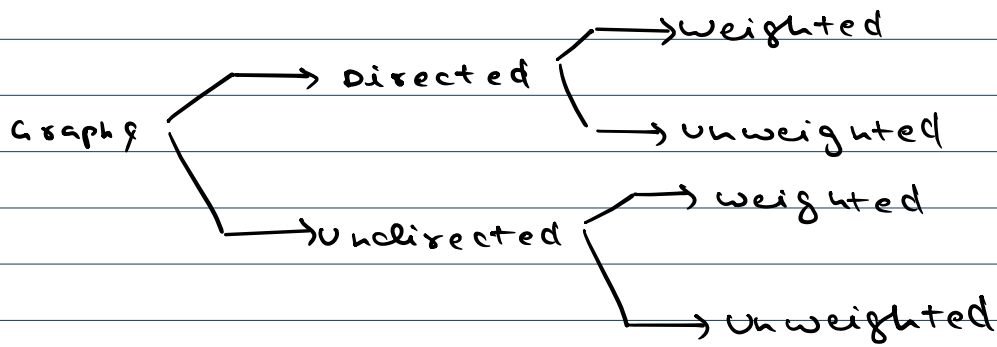 Weighted
Directed
Graphs
Unweighted
weighted
Undirected
Unweighted